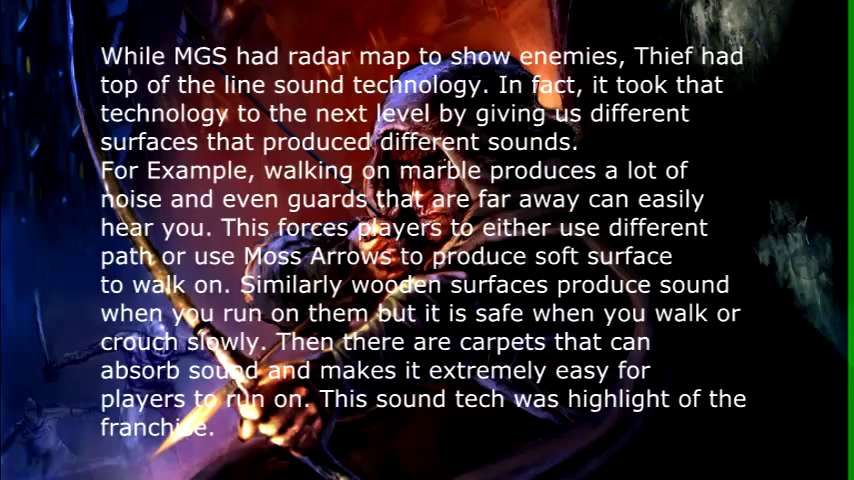 While MGS had radar map to show enemies, Thief had
top of the line sound technology. In fact, it took that
technology to the next level by giving us different
surfaces that produced different sounds.
For Example, walking on marble produces a lot of
noise and even guards that are far away can easily
hear you. This forces players to either use different
path or use Moss Arrows to produce soft surface
to walk on. Similarly wooden surfaces produce sound
when you run on them but it is safe when you walk or
crouch slowly. Then there are carpets that can
absorb sound and makes it extremely easy for
players to run on. This sound tech was highlight of the
franchise.